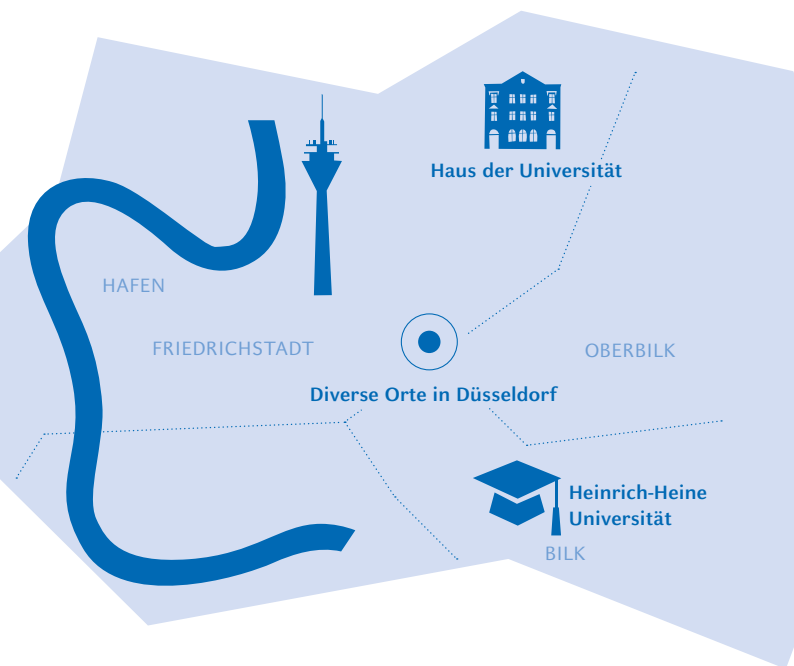 Haus der Universität
HAFEN
FRIEDRICHSTADT
OBERBILK
Diverse Orte in Düsseldorf
Heinrich-Heine
Universität
BILK